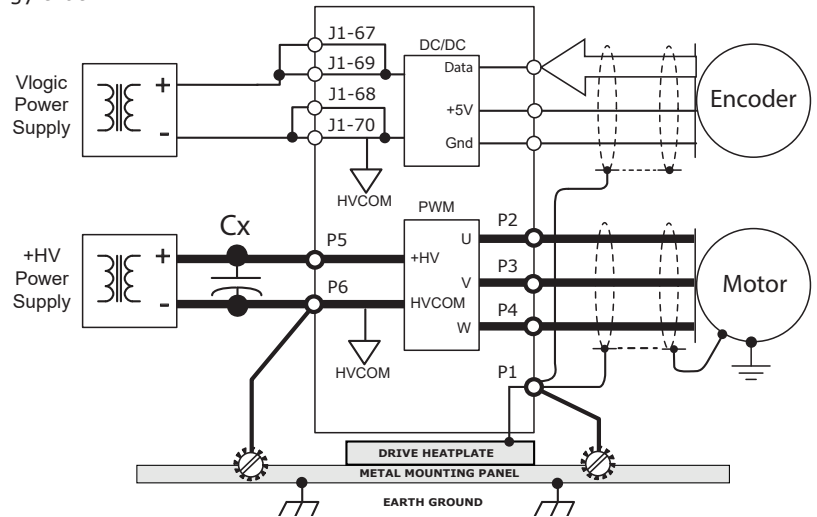 J1-67
DC/DC
J1-69
Data
Vlogic
Power
Supply
+
-
J1-68
+5V
Encoder
J1-70
Gnd
HVCOM
PWM
Cx
P5
P2
U
+HV
Power
Supply
+
-
+HV
P3
V
Motor
P6
HVCOM
P4
W
HVCOM
P1
DRIVE HEATPLATE
METAL MOUNTING PANEL
EARTH GROUND